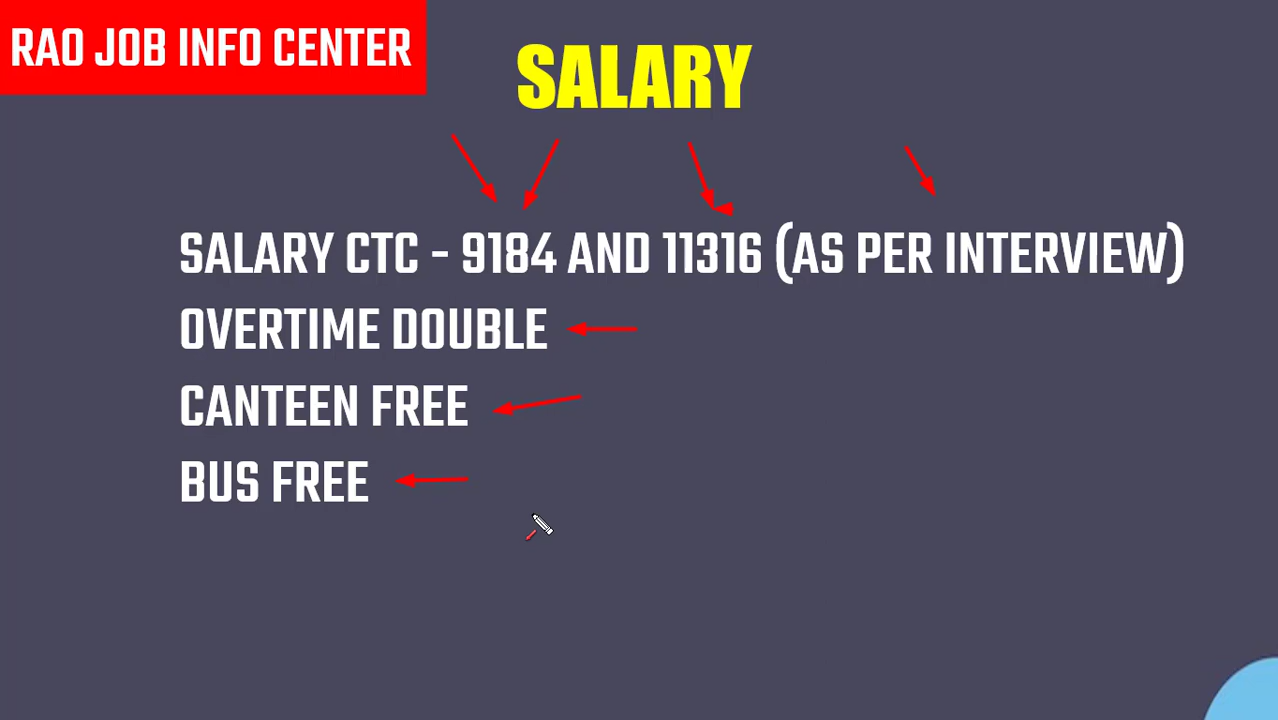 RAO JOB INFO CENTER
SALARY
SALARY CTC - 9184 AND 11316 (AS PER INTERVIEW)
OVERTIME DOUBLE
CANTEEN FREE
BUS FREE